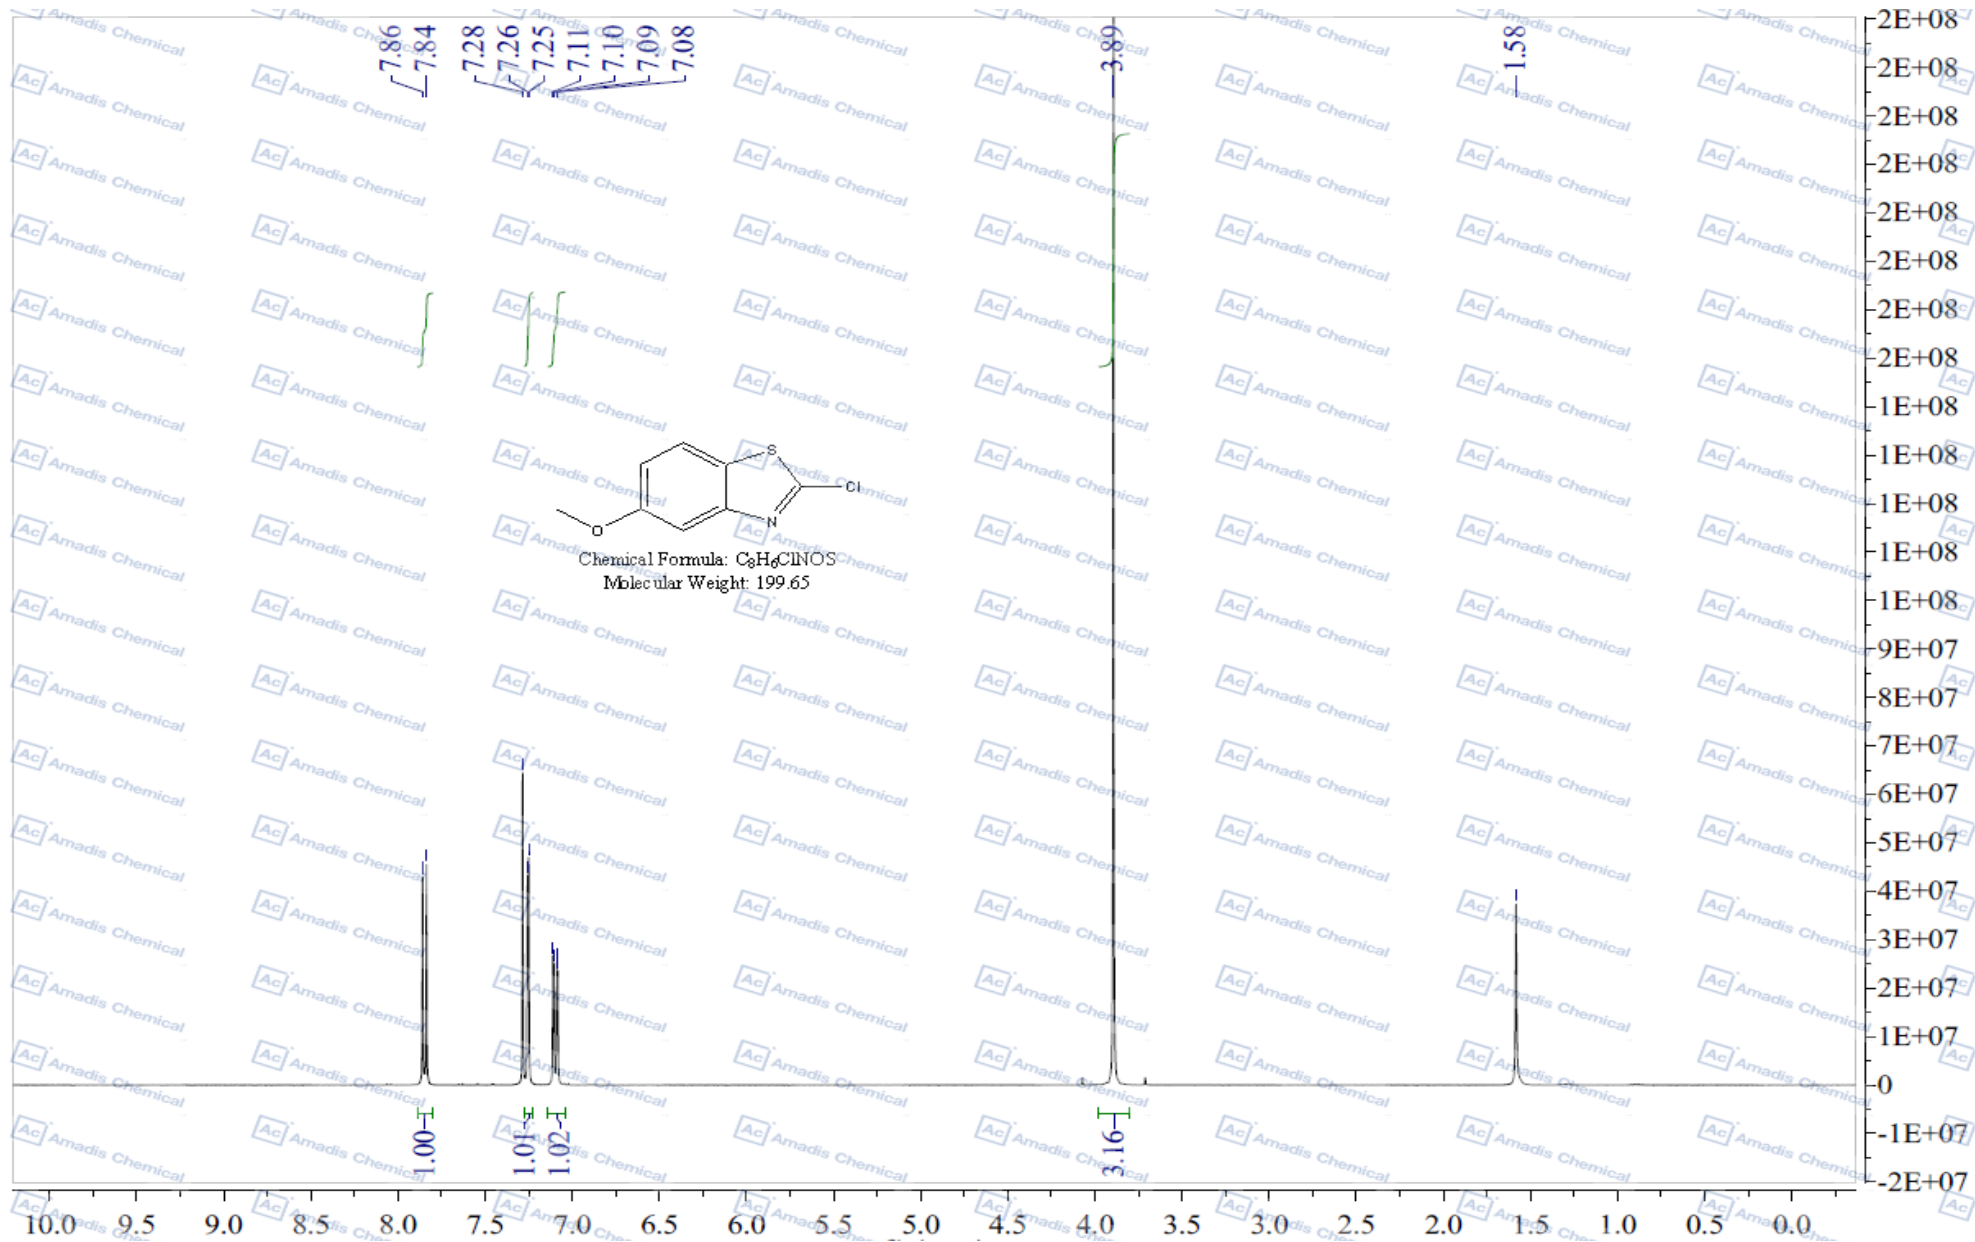 7.86
7.84
7.28
7.26
7.25
7.11
7.10
7.09
7.08
3.89
1.58
2E+08
2E+08
2E+08
2E+08
2E+08
2E+08
2E+08
2E+08
1E+08
1E+08
1E+08
1E+08
1E+08
9E+07
8E+07
7E+07
6E+07
5E+07
4E+07
3E+07
2E+07
1E+07
0
-1E+07
-2E+07
S
Cl
N
O
Chemical Formula: C8H6ClNOS
Molecular Weight: 199.65
1.00
1.01
1.02
3.16
10.0 9.5 9.0 8.5 8.0 7.5 7.0 6.5 6.0 5.5 5.0 4.5 4.0 3.5 3.0 2.5 2.0 1.5 1.0 0.5 0.0
Ac Amadis Chemical